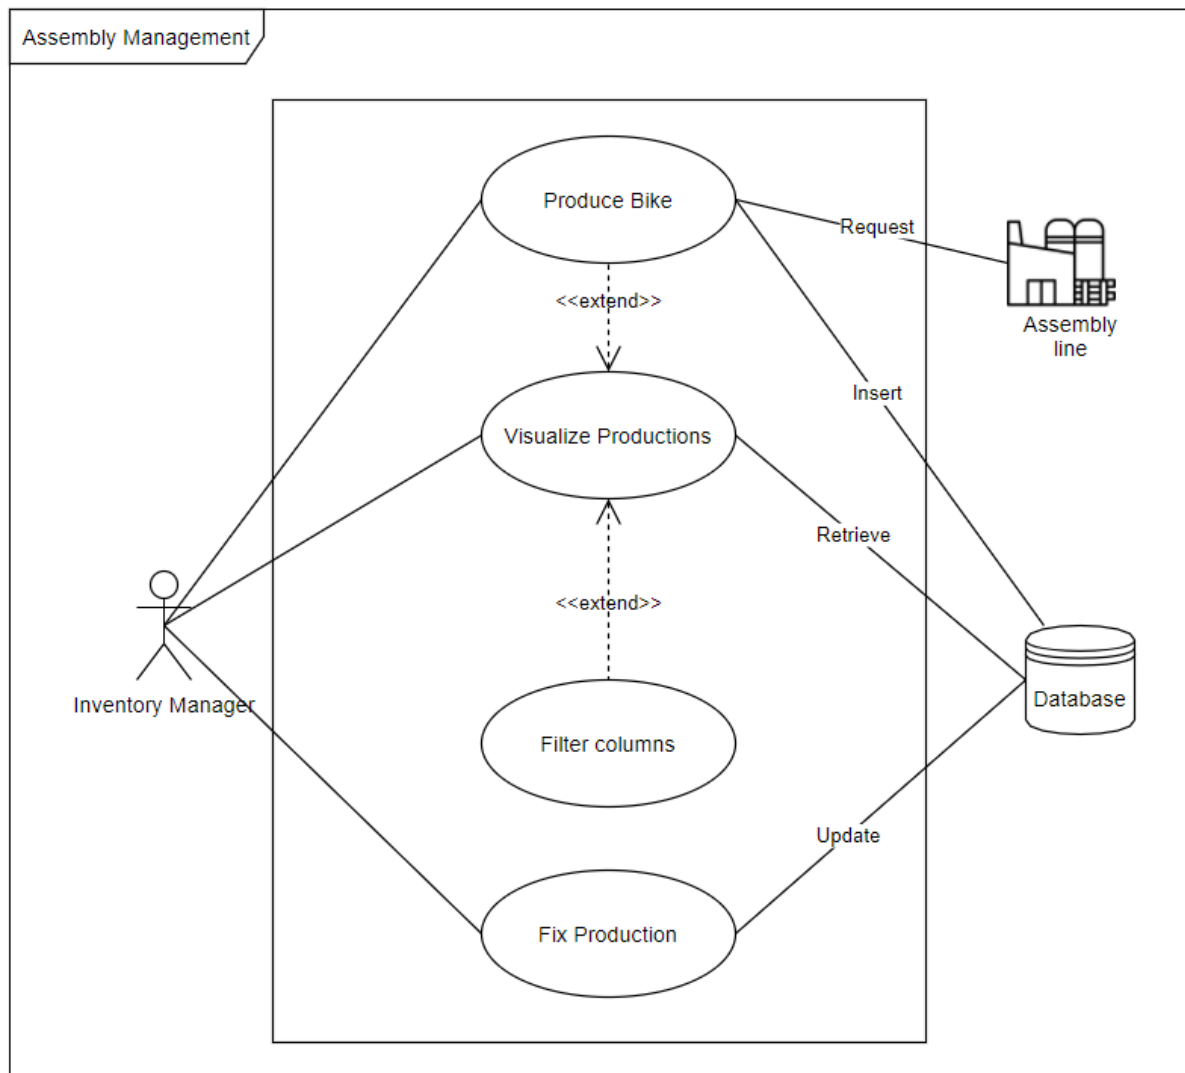 Assembly Management
Produce Bike
Request
<<extend>>
Assembly
line
Insert
Visualize Productions
Retrieve
<<extend>>
Inventory Manager
Database
Filter columns
Update
Fix Production